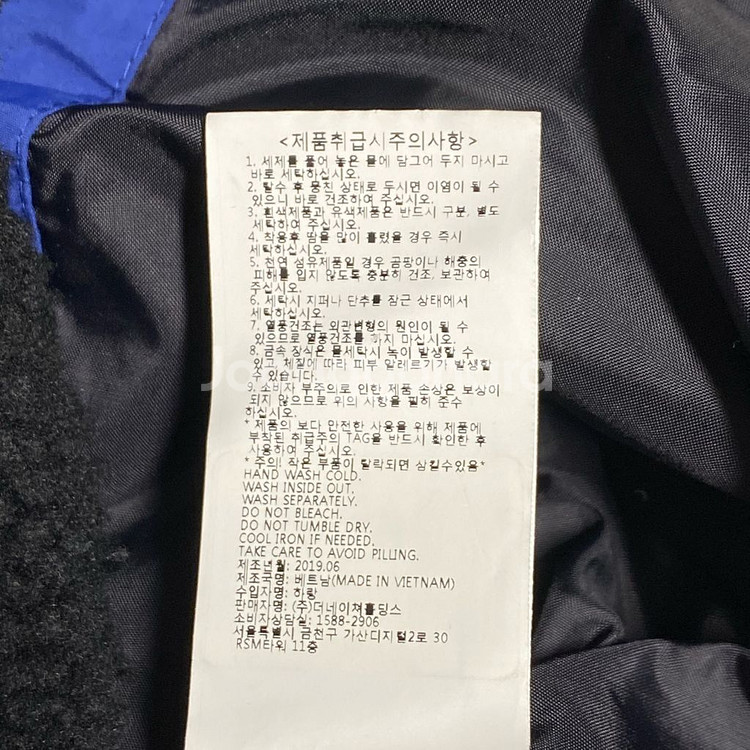 <제품취급시주의사항>
1. 세제를 풀어 놓은 물에 담그어 두지 마시고
바로 세탁하십시오.
2. 탈수 후 뭉친 상태로 두시면 이염이 될 수
있으니 바로 건조하여 주십시오.
3. 흰색제품과 유색제품은 반드시 구분, 별도
세탁하여 주십시오.
4. 착용후 땀을 많이 흘렸을 경우 즉시
세탁하십시오.
5. 천연 섬유제품일 경우 곰팡이나 해충의
피해를 입지 않도록 충분히 건조, 보관하여
주십시오.
6. 세탁시 지퍼나 단추를 잠근 상태에서
세탁하십시오.
7. 열풍건조는 외관변형의 원인이 될 수
있으므로 열풍건조를 하지 마십시오.
8. 금속 장식은 물세탁시 녹이 발생할 수
있고, 체질에 따라 피부 알레르기가 발생할
수 있습니다.
9. 소비자 부주의로 인한 제품 손상은 보상이
되지 않으므로 위의 사항을 필히 준수
하십시오.
* 제품의 보다 안전한 사용을 위해 제품에
부착된 취급주의 TAG을 반드시 확인한 후
사용하여 주십시오.
* 주의! 작은 부품이 탈락되면 삼킬수있음*
HAND WASH COLD.
WASH INSIDE OUT.
WASH SEPARATELY.
DO NOT BLEACH.
DO NOT TUMBLE DRY.
COOL IRON IF NEEDED.
TAKE CARE TO AVOID PILLING.
제조년월: 2019.06
제조국명: 베트남(MADE IN VIETNAM)
수입자명: 하랑
판매자명: (주)더네이쳐홀딩스
소비자상담실: 1588-2906
서울특별시 금천구 가산디지털2로 30
RSM타워 11층